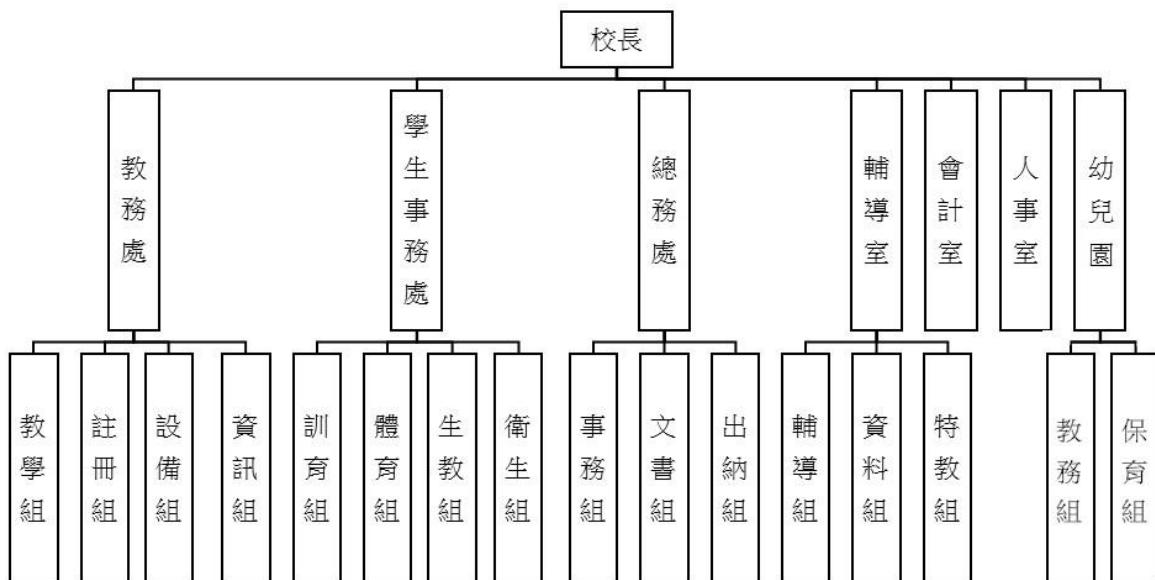 校長
教務處
學生事務處
總務處
輔導室
會計室
人事室
幼兒園
教學組
註冊組
設備組
資訊組
訓育組
體育組
生教組
衛生組
事務組
文書組
出納組
輔導組
資料組
特教組
教務組
保育組